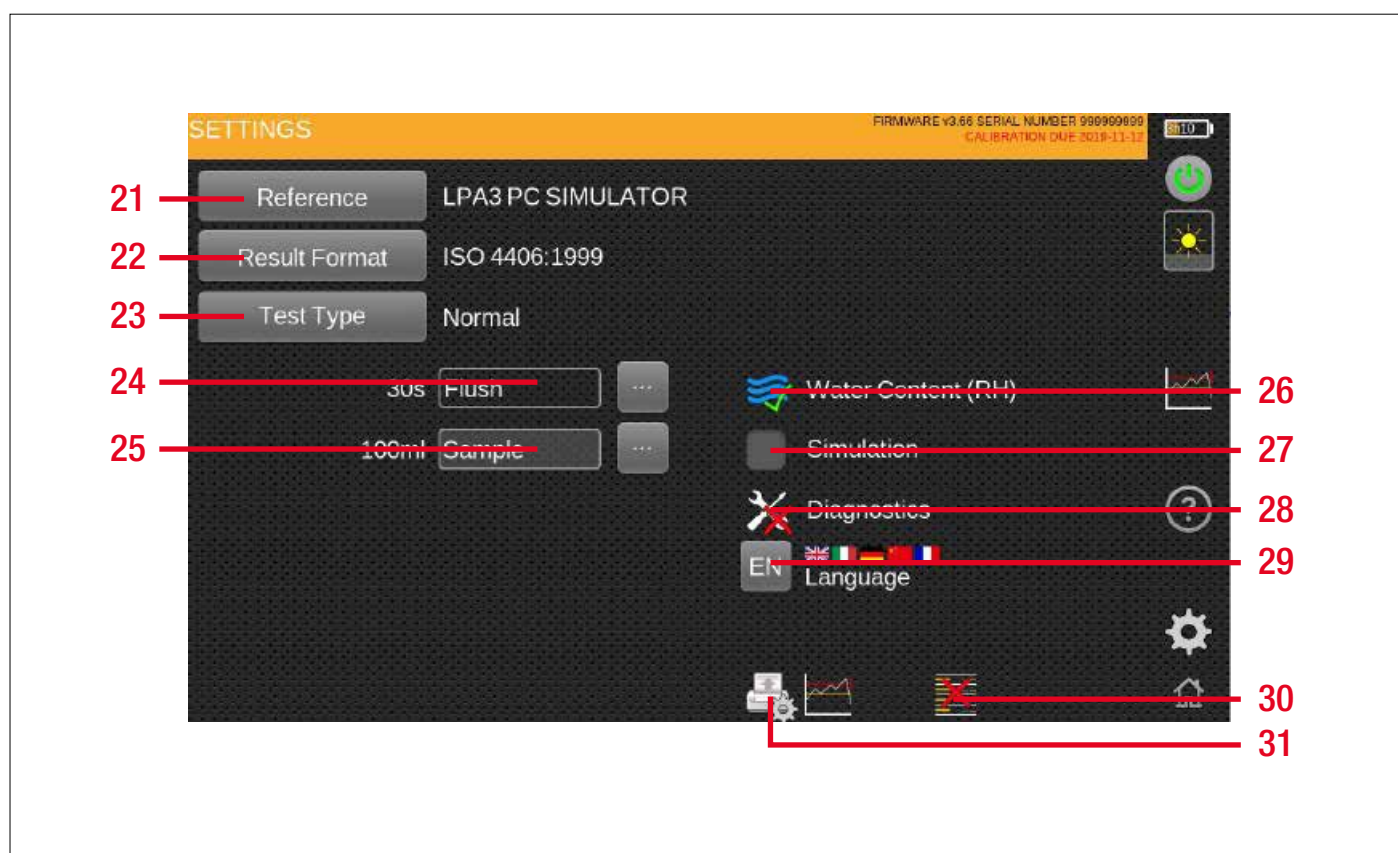 SETTINGS
FIRMWARE v3.66 SERIAL NUMBER 999999999
CALIBRATION DUE 2019-11-12
21 Reference LPA3 PC SIMULATOR
22 Result Format ISO 4406:1999
23 Test Type Normal
24 30s Flush ... Water Content (RH) 26
25 100ml Sample ... Simulation 27
Diagnostics ? 28
EN Language 29
30
31